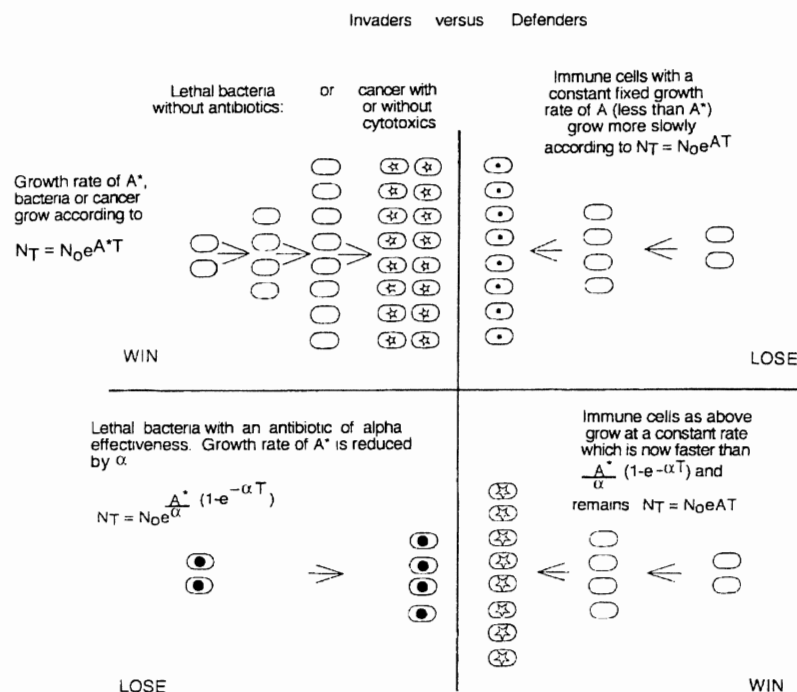 Invaders versus Defenders
Lethal bacteria
without antibiotics:
or
cancer with
or without
cytotoxics
Growth rate of A*,
bacteria or cancer
grow according to
NT = N0eA*T
WIN
Immune cells with a
constant fixed growth
rate of A (less than A*)
grow more slowly
according to NT = N0eAT
LOSE
Lethal bacteria with an antibiotic of alpha
effectiveness. Growth rate of A* is reduced
by α
NT = N0e A*/α (1-e-αT)
LOSE
Immune cells as above
grow at a constant rate
which is now faster than
A*/α (1-e-αT) and
remains NT = N0eAT
WIN